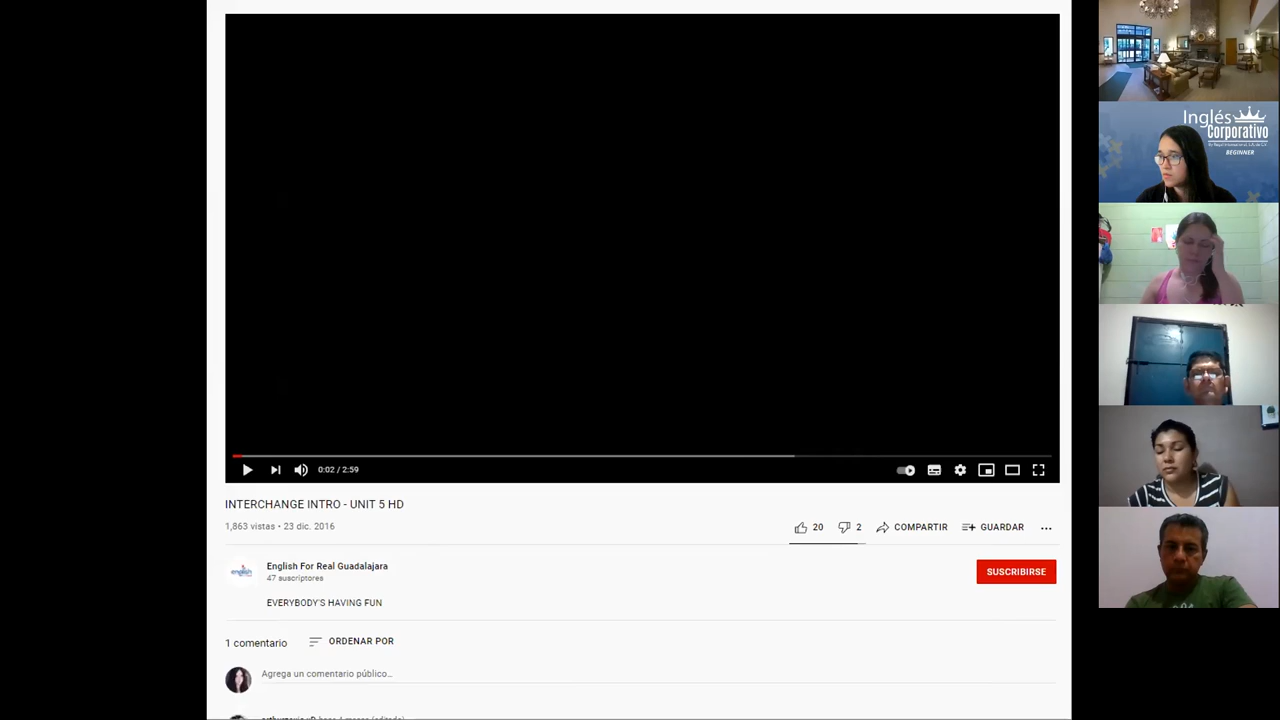 0:02 / 2:59
INTERCHANGE INTRO - UNIT 5 HD
1,863 vistas • 23 dic. 2016
20
2
COMPARTIR
GUARDAR
English For Real Guadalajara
47 suscriptores
SUSCRIBIRSE
EVERYBODY'S HAVING FUN
1 comentario
ORDENAR POR
Agrega un comentario público...
Inglés
Corporativo
BEGINNER